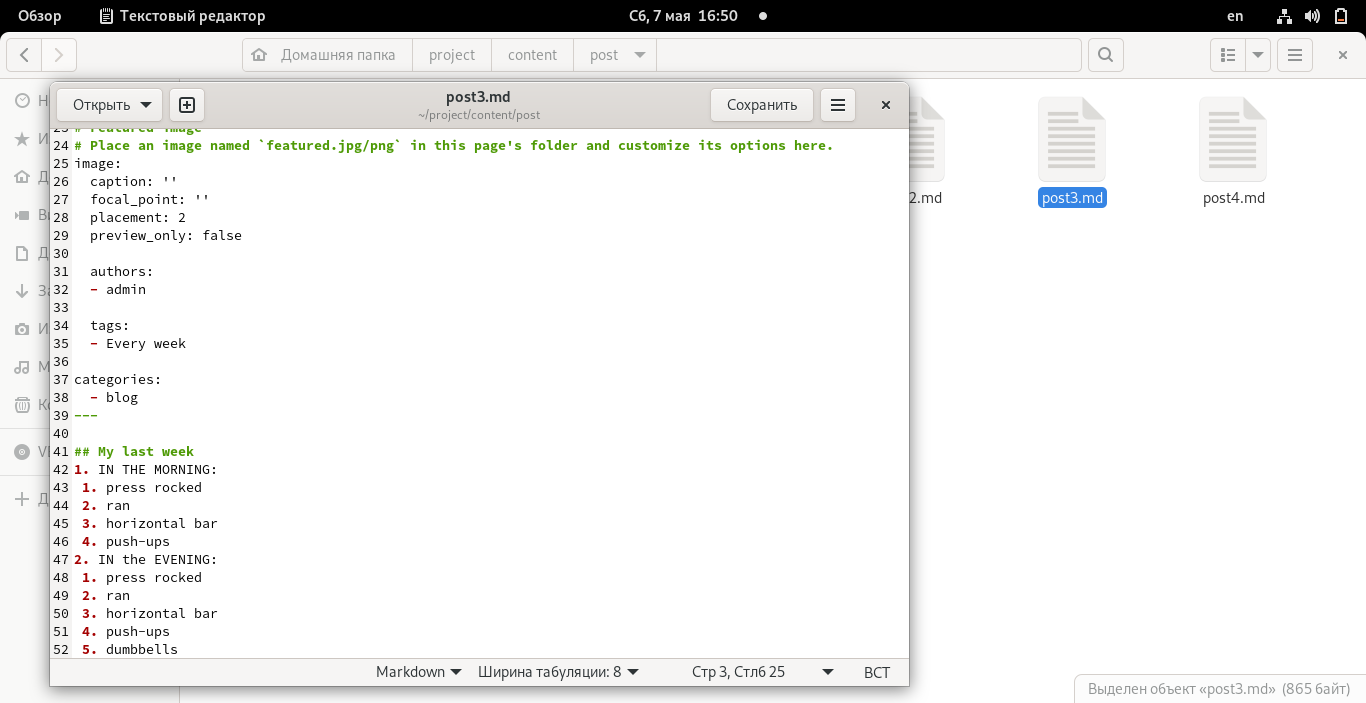 Обзор
Текстовый редактор
Сб, 7 мая 16:50
en
Домашняя папка
project
content
post
Открыть
post3.md
~/project/content/post
Сохранить
24 # Place an image named `featured.jpg/png` in this page's folder and customize its options here.
25 image:
26 caption: ''
27 focal_point: ''
28 placement: 2
29 preview_only: false
30
31 authors:
32 - admin
33
34 tags:
35 - Every week
36
37 categories:
38 - blog
39 ---
40
41 ## My last week
42 1. IN THE MORNING:
43 1. press rocked
44 2. ran
45 3. horizontal bar
46 4. push-ups
47 2. IN the EVENING:
48 1. press rocked
49 2. ran
50 3. horizontal bar
51 4. push-ups
52 5. dumbbells
Markdown
Ширина табуляции: 8
Стр 3, Стлб 25
ВСТ
2.md
post3.md
post4.md
Выделен объект «post3.md» (865 байт)